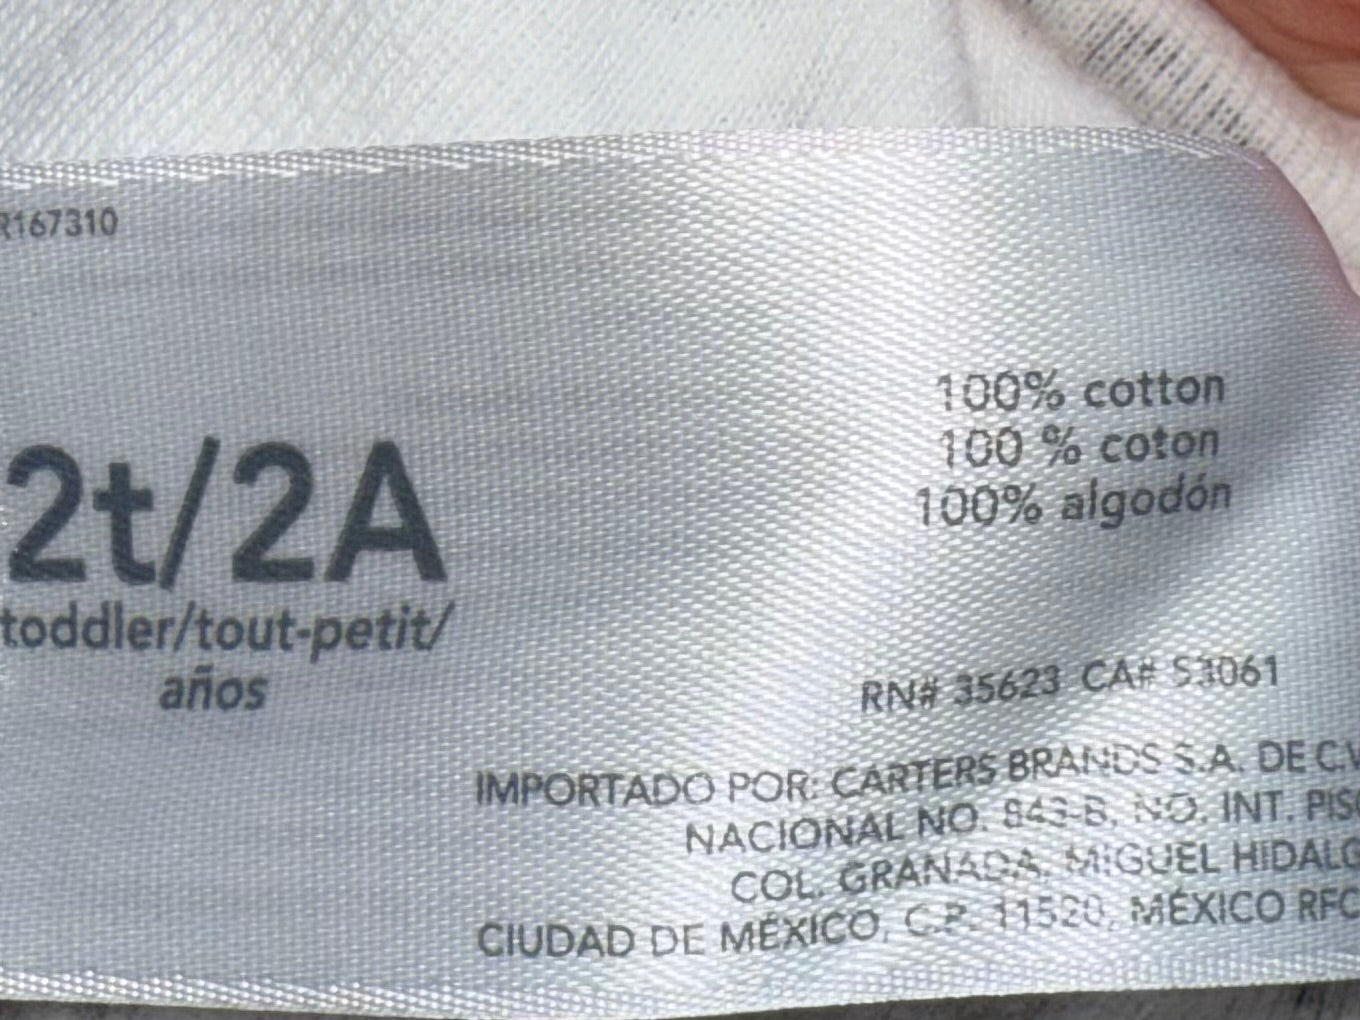 R167310
2t/2A
toddler/tout-petit/
años
100% cotton
100 % coton
100% algodón
RN# 35623 CA# 53061
IMPORTADO POR: CARTERS BRANDS S.A. DE C.V
NACIONAL NO. 843-B, NO. INT. PISO
COL. GRANADA, MIGUEL HIDALGO
CIUDAD DE MÉXICO, C.P. 11520, MÉXICO RFC